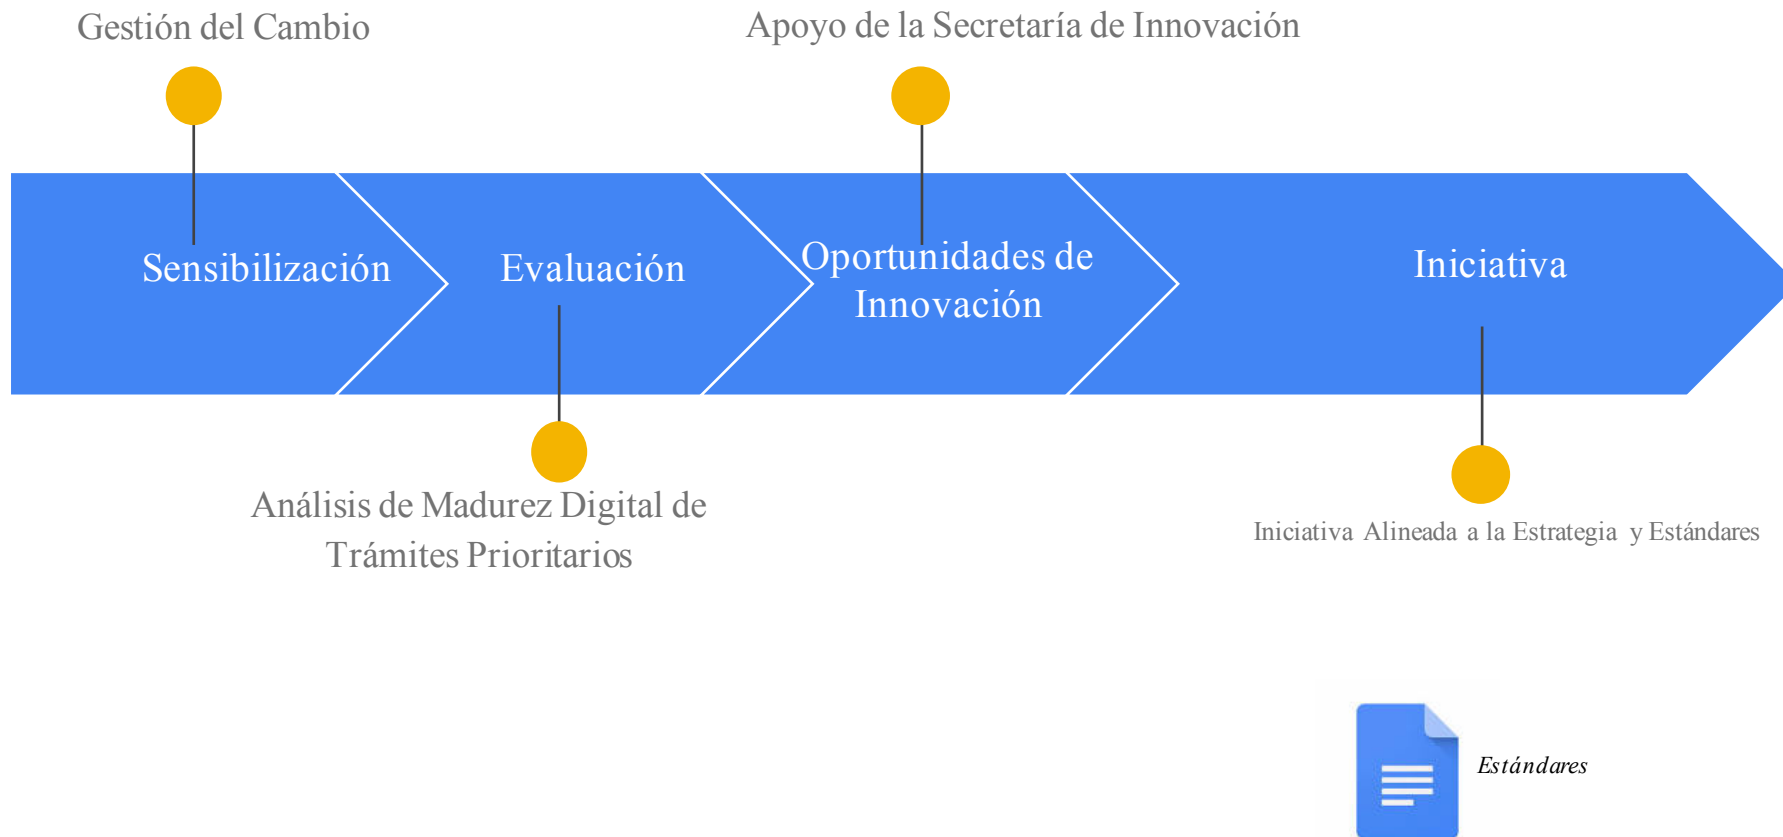 Gestión del Cambio
Apoyo de la Secretaría de Innovación
Sensibilización
Evaluación
Oportunidades de
Innovación
Iniciativa
Análisis de Madurez Digital de
Trámites Prioritarios
Iniciativa Alineada a la Estrategia y Estándares
Estándares